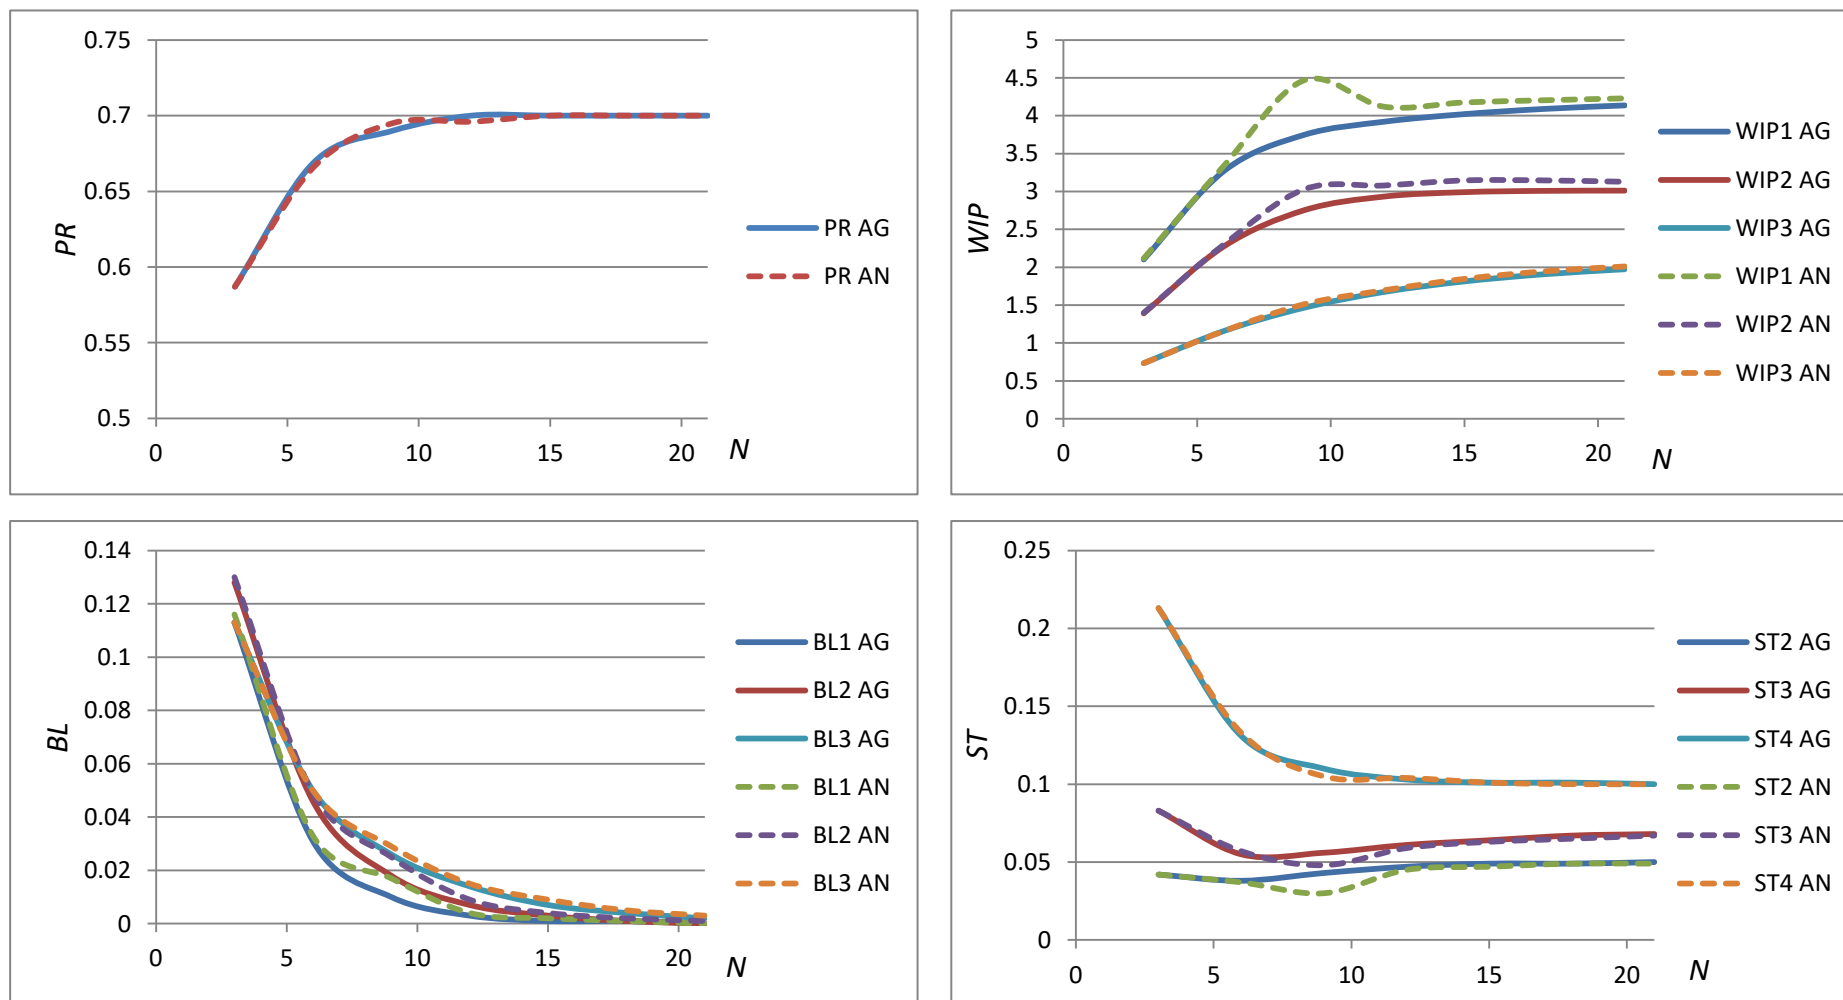 0.75
0.7
0.65
0.6
0.55
0.5
PR
0 5 10 15 20 N
PR AG
PR AN
5
4.5
4
3.5
3
2.5
2
1.5
1
0.5
0
WIP
0 5 10 15 20 N
WIP1 AG
WIP2 AG
WIP3 AG
WIP1 AN
WIP2 AN
WIP3 AN
0.14
0.12
0.1
0.08
0.06
0.04
0.02
0
BL
0 5 10 15 20 N
BL1 AG
BL2 AG
BL3 AG
BL1 AN
BL2 AN
BL3 AN
0.25
0.2
0.15
0.1
0.05
0
ST
0 5 10 15 20 N
ST2 AG
ST3 AG
ST4 AG
ST2 AN
ST3 AN
ST4 AN